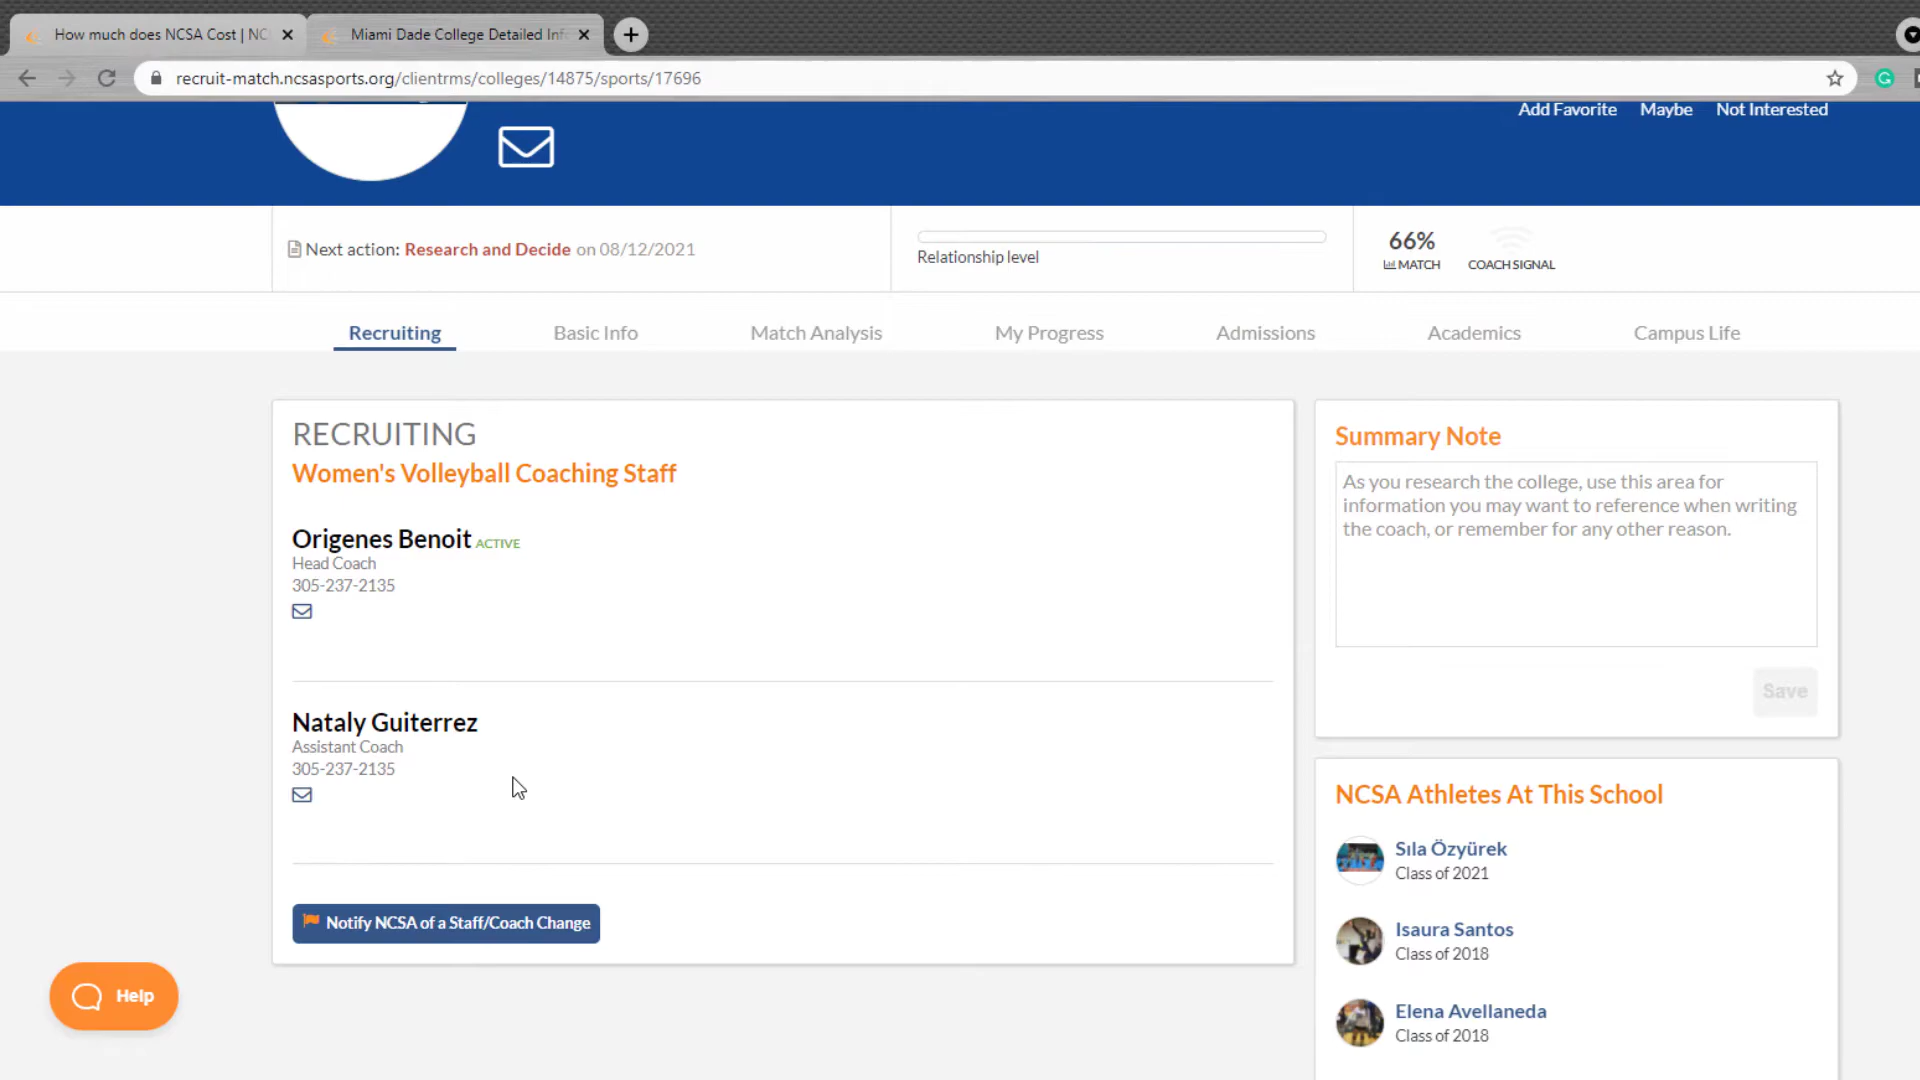 How much does NCSA Cost | NC
Miami Dade College Detailed Inf
recruit-match.ncsasports.org/clientrms/colleges/14875/sports/17696
Add Favorite Maybe Not Interested
Next action: Research and Decide on 08/12/2021
Relationship level
66%
MATCH
COACH SIGNAL
Recruiting Basic Info Match Analysis My Progress Admissions Academics Campus Life
RECRUITING
Women's Volleyball Coaching Staff
Origenes Benoit ACTIVE
Head Coach
305-237-2135
Nataly Guiterrez
Assistant Coach
305-237-2135
Notify NCSA of a Staff/Coach Change
Summary Note
As you research the college, use this area for
information you may want to reference when writing
the coach, or remember for any other reason.
Save
NCSA Athletes At This School
Sıla Özyürek
Class of 2021
Isaura Santos
Class of 2018
Elena Avellaneda
Class of 2018
Help